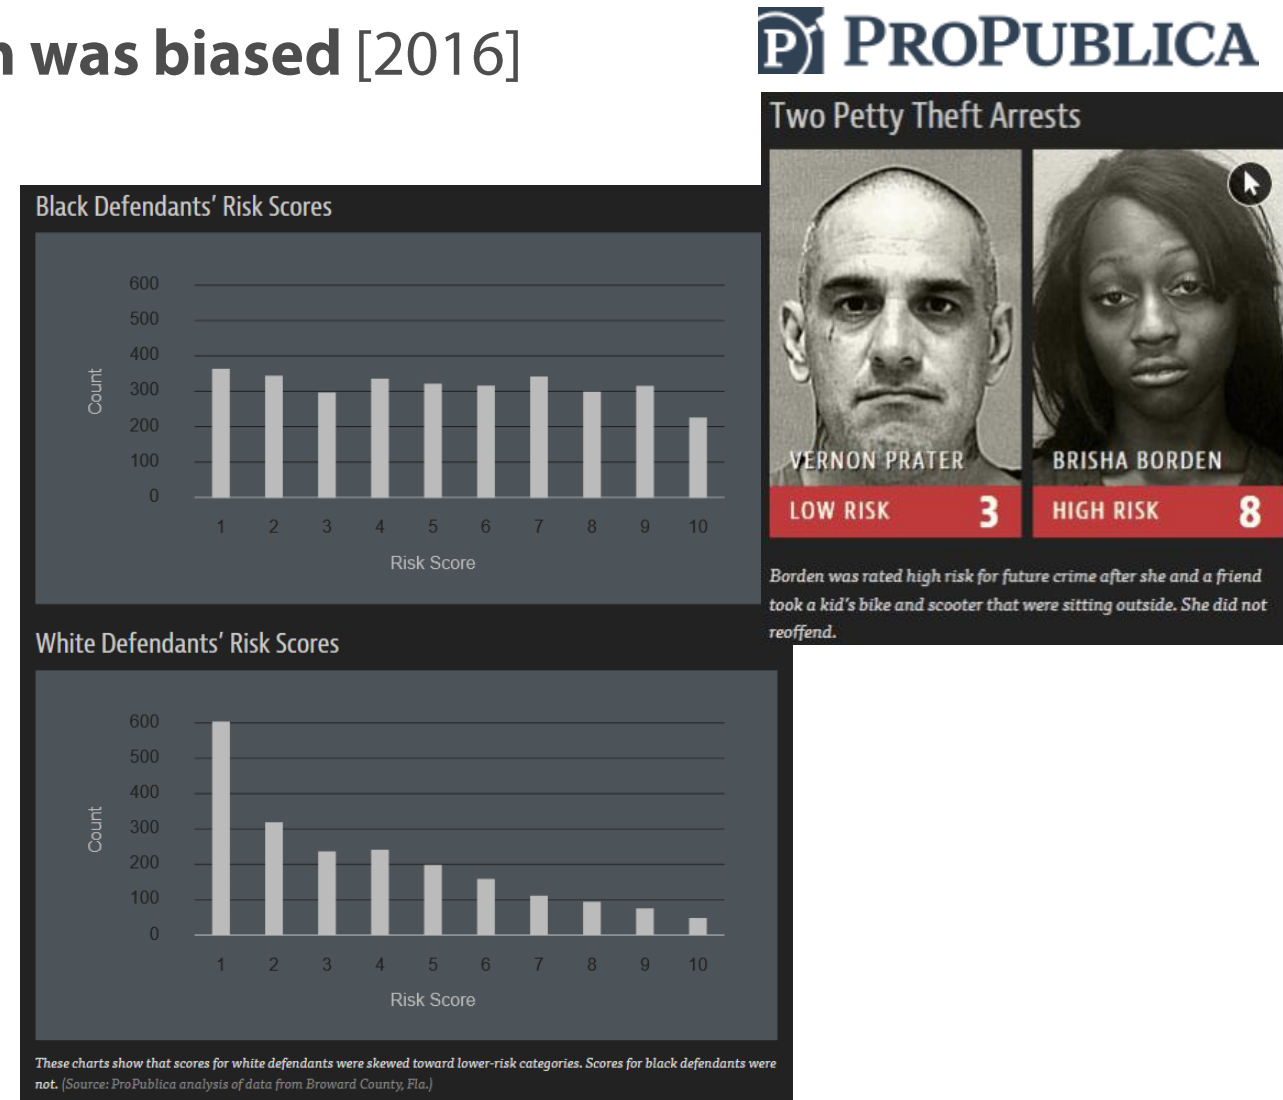 n was biased [2016]
PROPUBLICA
Two Petty Theft Arrests
VERNON PRATER
BRISHA BORDEN
LOW RISK 3
HIGH RISK 8
Borden was rated high risk for future crime after she and a friend
took a kid's bike and scooter that were sitting outside. She did not
reoffend.
Black Defendants' Risk Scores
600
500
400
300
200
100
0
Count
1 2 3 4 5 6 7 8 9 10
Risk Score
White Defendants' Risk Scores
600
500
400
300
200
100
0
Count
1 2 3 4 5 6 7 8 9 10
Risk Score
These charts show that scores for white defendants were skewed toward lower-risk categories. Scores for black defendants were
not. (Source: ProPublica analysis of data from Broward County, Fla.)